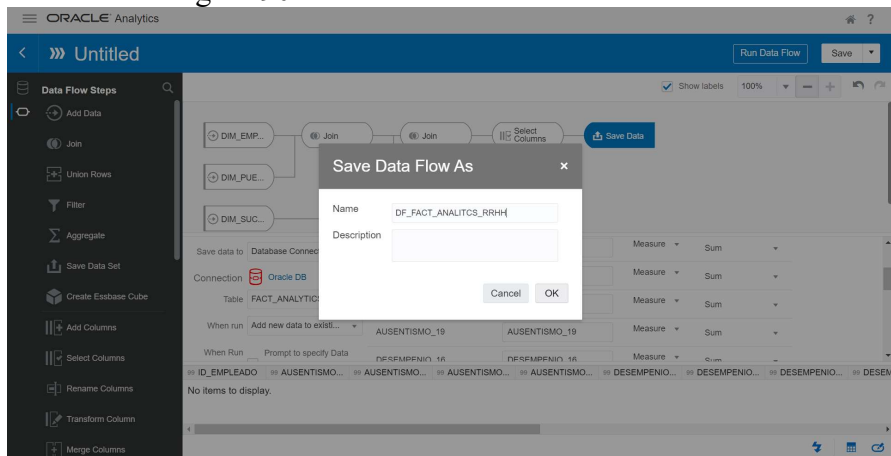 ORACLE Analytics
?
Untitled
Run Data Flow
Save
Data Flow Steps
Show labels
100%
Add Data
Join
Union Rows
Filter
Aggregate
Save Data Set
Create Essbase Cube
Add Columns
Select Columns
Rename Columns
Transform Column
Merge Columns
DIM_EMP...
Join
Join
Select Columns
Save Data
DIM_PUE...
DIM_SUC...
Save Data Flow As
×
Name
DF_FACT_ANALITCS_RRHH
Description
Cancel
OK
Save data to
Database Connec
Measure
Sum
Connection
Oracle DB
Measure
Sum
Table
FACT_ANALYTICS
Measure
Sum
When run
Add new data to existi...
AUSENTISMO_19
AUSENTISMO_19
Measure
Sum
When Run
Prompt to specify Data
DESEMPENIO_16
DESEMPENIO_16
Measure
Sum
ID_EMPLEADO
AUSENTISMO...
AUSENTISMO...
AUSENTISMO...
AUSENTISMO...
DESEMPENIO...
DESEMPENIO...
DESEMPENIO...
DESEM
No items to display.